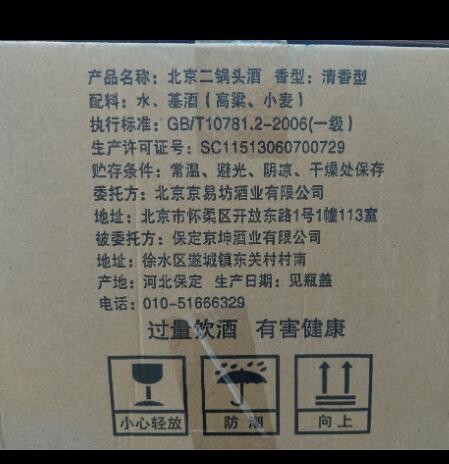 产品名称：北京二锅头酒 香型：清香型
配料：水、基酒（高粱、小麦）
执行标准：GB/T10781.2-2006(一级）
生产许可证号：SC11513060700729
贮存条件：常温、避光、阴凉、干燥处保存
委托方：北京京易坊酒业有限公司
地址：北京市怀柔区开放东路1号1幢113室
被委托方：保定京坤酒业有限公司
地址：徐水区遂城镇东关村村南
产地：河北保定 生产日期：见瓶盖
电话：010-51666329
过量饮酒 有害健康
小心轻放 防潮 向上